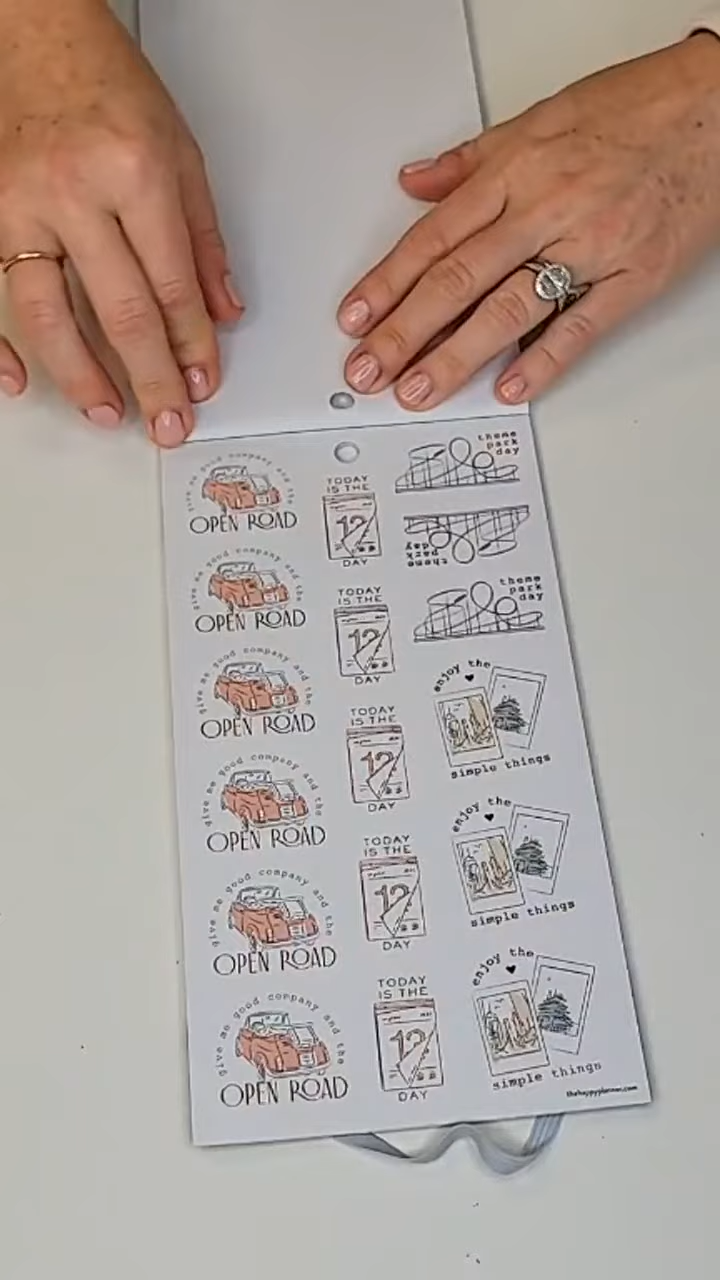 give me good company and the
OPEN ROAD
give me good company and the
OPEN ROAD
give me good company and the
OPEN ROAD
give me good company and the
OPEN ROAD
give me good company and the
OPEN ROAD
give me good company and the
OPEN ROAD
TODAY
IS THE
12
DAY
TODAY
IS THE
12
DAY
TODAY
IS THE
12
DAY
TODAY
IS THE
12
DAY
TODAY
IS THE
12
DAY
theme
park
day
theme
park
day
theme
park
day
enjoy the
simple things
enjoy the
simple things
enjoy the
simple things
thehappyplanner.com